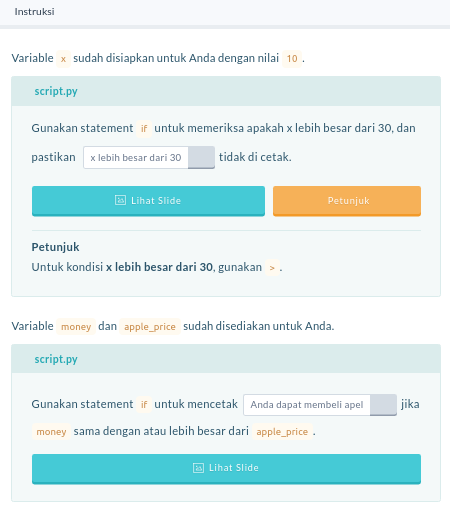 Instruksi
Variable x sudah disiapkan untuk Anda dengan nilai 10 .
script.py
Gunakan statement if untuk memeriksa apakah x lebih besar dari 30, dan
pastikan x lebih besar dari 30 tidak di cetak.
Lihat Slide
Petunjuk
Petunjuk
Untuk kondisi x lebih besar dari 30, gunakan > .
Variable money dan apple_price sudah disediakan untuk Anda.
script.py
Gunakan statement if untuk mencetak Anda dapat membeli apel jika
money sama dengan atau lebih besar dari apple_price .
Lihat Slide